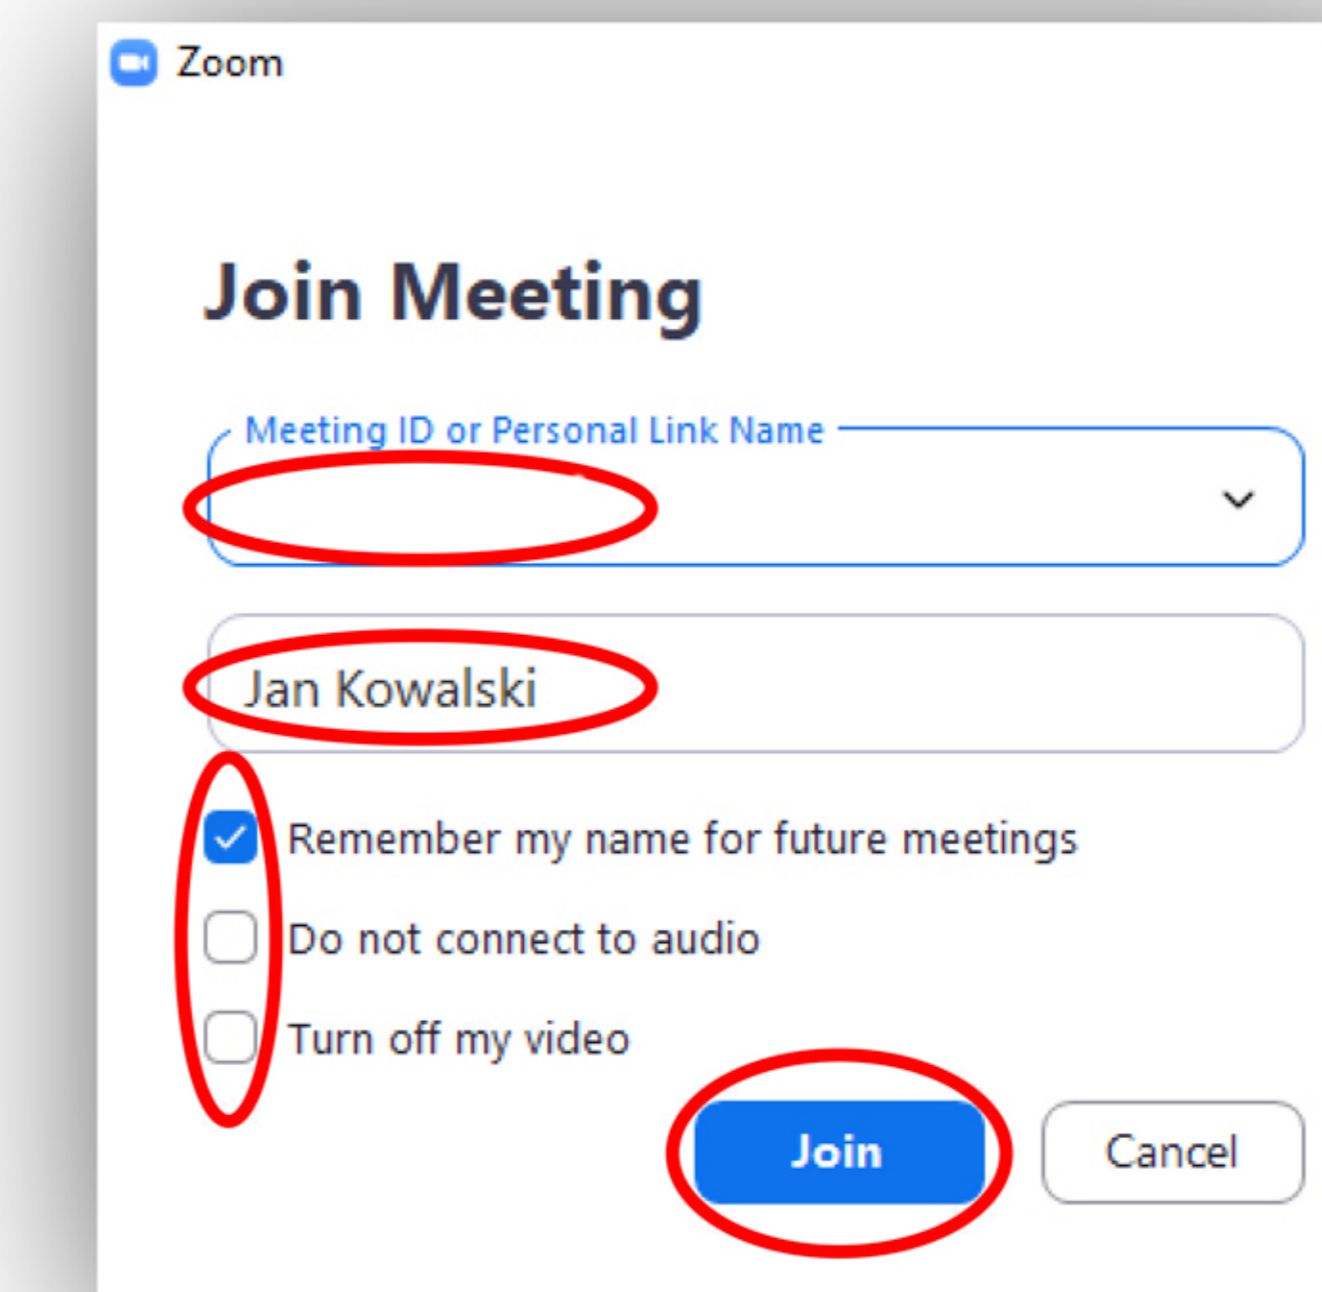 Zoom
Join Meeting
Meeting ID or Personal Link Name
Jan Kowalski
Remember my name for future meetings
Do not connect to audio
Turn off my video
Join Cancel